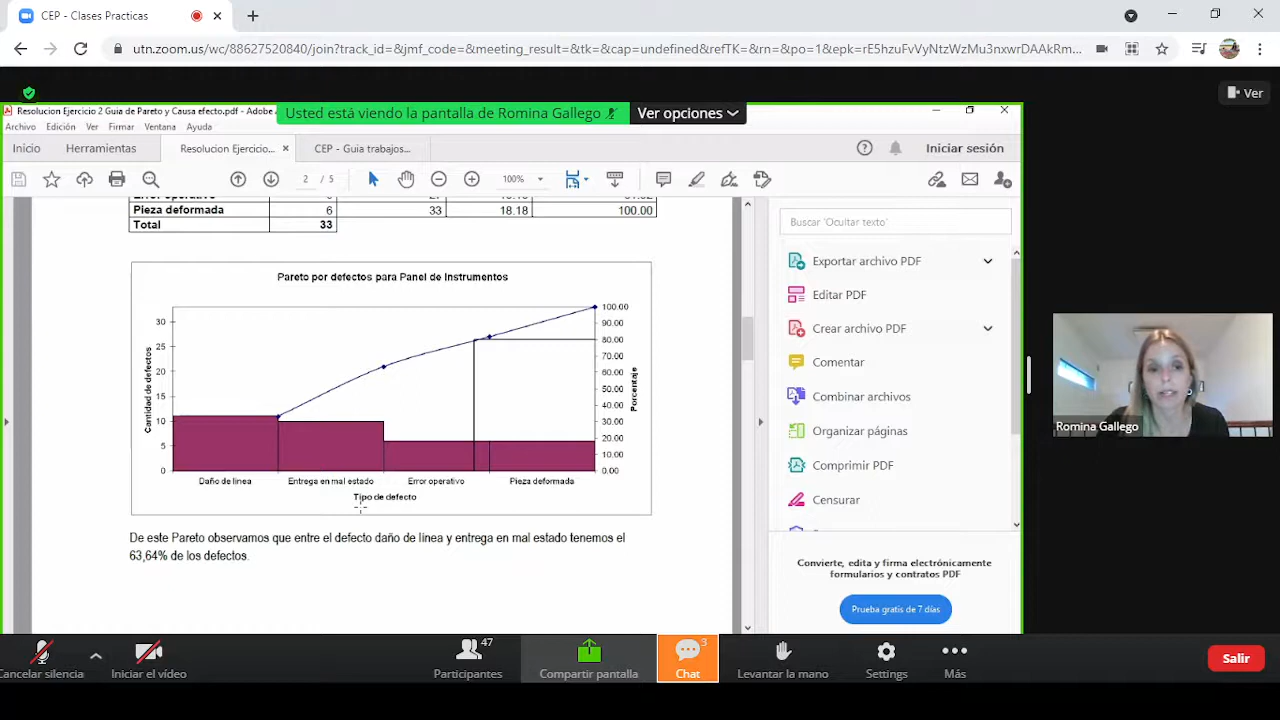 CEP - Clases Practicas
utn.zoom.us/wc/88627520840/join?track_id=&jmf_code=&meeting_result=&tk=&cap=undefined&refTK=&rn=&po=1&epk=rE5hzuFvVyNtzWzMu3nxwrDAAkRm...
Ver
Resolucion Ejercicio 2 Guia de Pareto y Causa efecto.pdf - Adobe
Usted está viendo la pantalla de Romina Gallego
Ver opciones
Archivo Edición Ver Firmar Ventana Ayuda
Inicio Herramientas Resolucion Ejercicio... CEP - Guia trabajos... Iniciar sesión
2 / 5 100%
Pieza deformada 6 33 18.18 100.00
Total 33
Buscar 'Ocultar texto'
Exportar archivo PDF
Editar PDF
Crear archivo PDF
Comentar
Combinar archivos
Organizar páginas
Comprimir PDF
Censurar
Convierte, edita y firma electrónicamente
formularios y contratos PDF
Prueba gratis de 7 días
Pareto por defectos para Panel de Instrumentos
Cantidad de defectos
30
25
20
15
10
5
0
100.00
90.00
80.00
70.00
60.00
50.00
40.00
30.00
20.00
10.00
0.00
Porcentaje
Daño de linea Entrega en mal estado Error operativo Pieza deformada
Tipo de defecto
De este Pareto observamos que entre el defecto daño de línea y entrega en mal estado tenemos el
63,64% de los defectos.
Romina Gallego
47
3
Cancelar silencia Iniciar el vídeo Participantes Compartir pantalla Chat Levantar la mano Settings Más
Salir